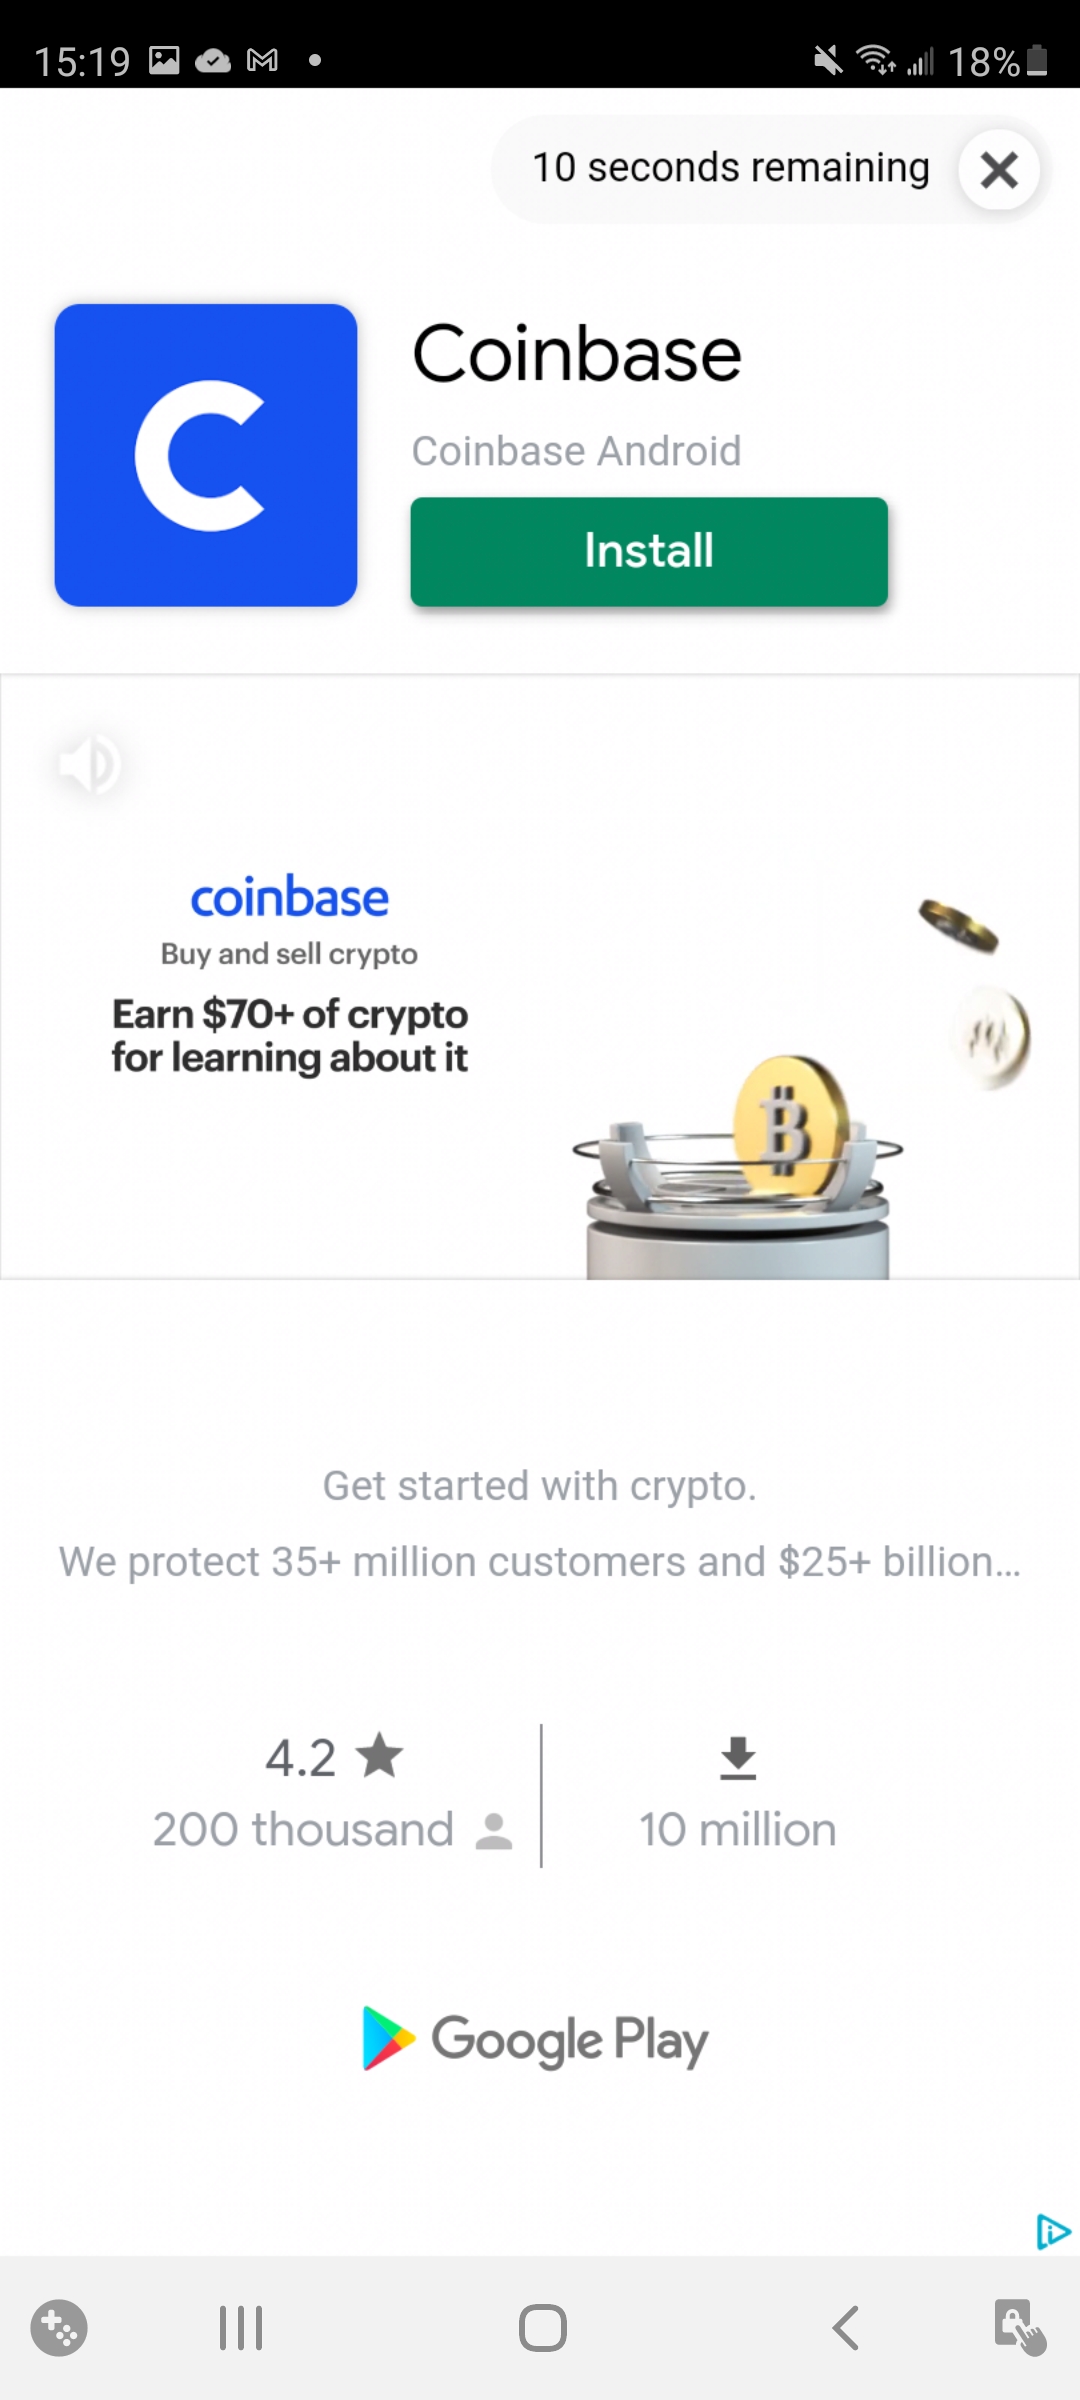 15:19
18%
10 seconds remaining
Coinbase
Coinbase Android
Install
coinbase
Buy and sell crypto
Earn $70+ of crypto
for learning about it
Get started with crypto.
We protect 35+ million customers and $25+ billion...
4.2
200 thousand
10 million
Google Play